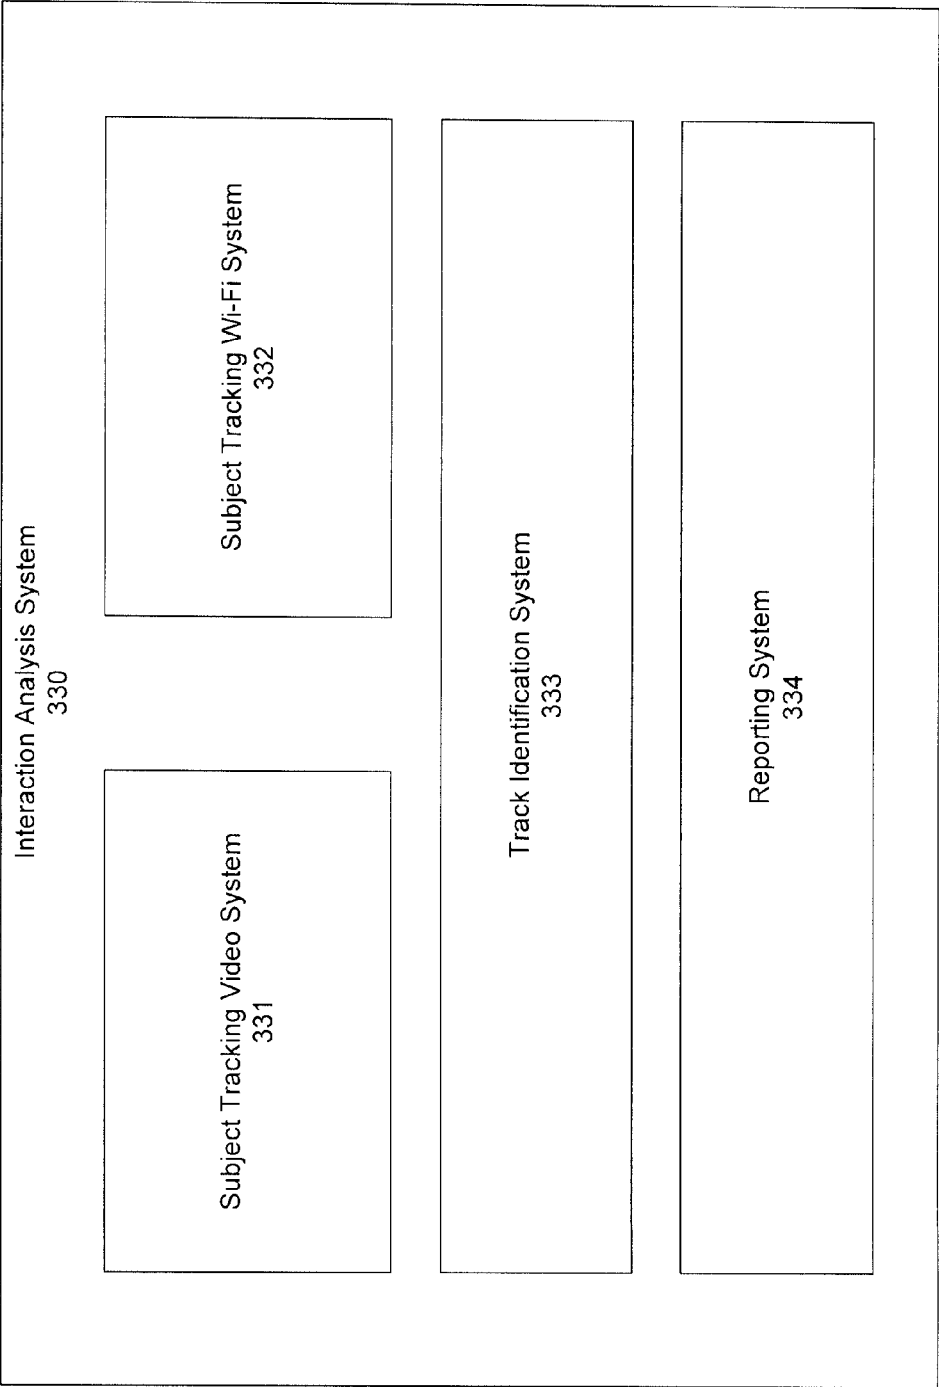 Interaction Analysis System
330
Subject Tracking Video System
331
Subject Tracking Wi-Fi System
332
Track Identification System
333
Reporting System
334